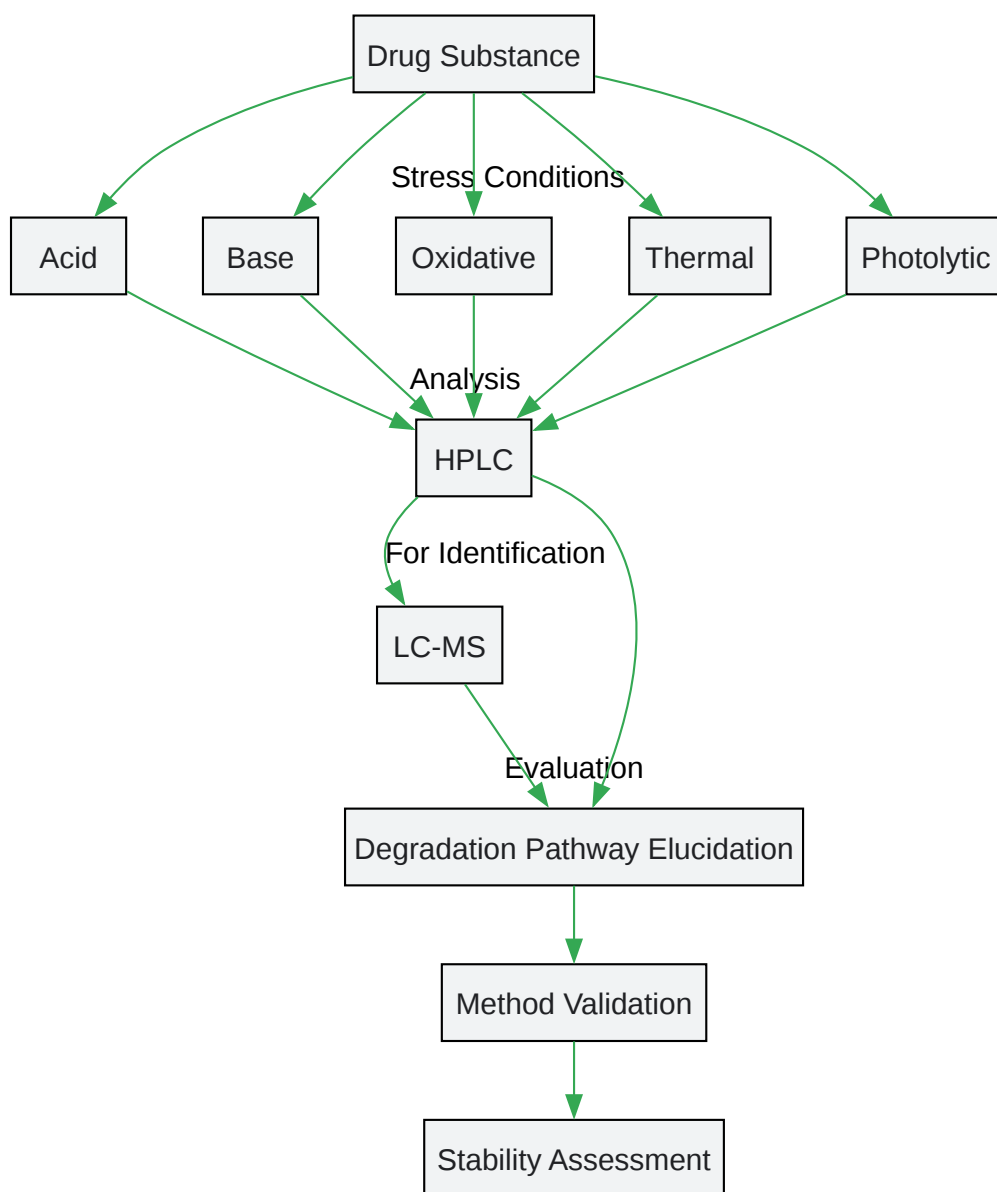 Drug Substance
Stress Conditions
Acid
Base
Oxidative
Thermal
Photolytic
Analysis
HPLC
For Identification
LC-MS
Evaluation
Degradation Pathway Elucidation
Method Validation
Stability Assessment